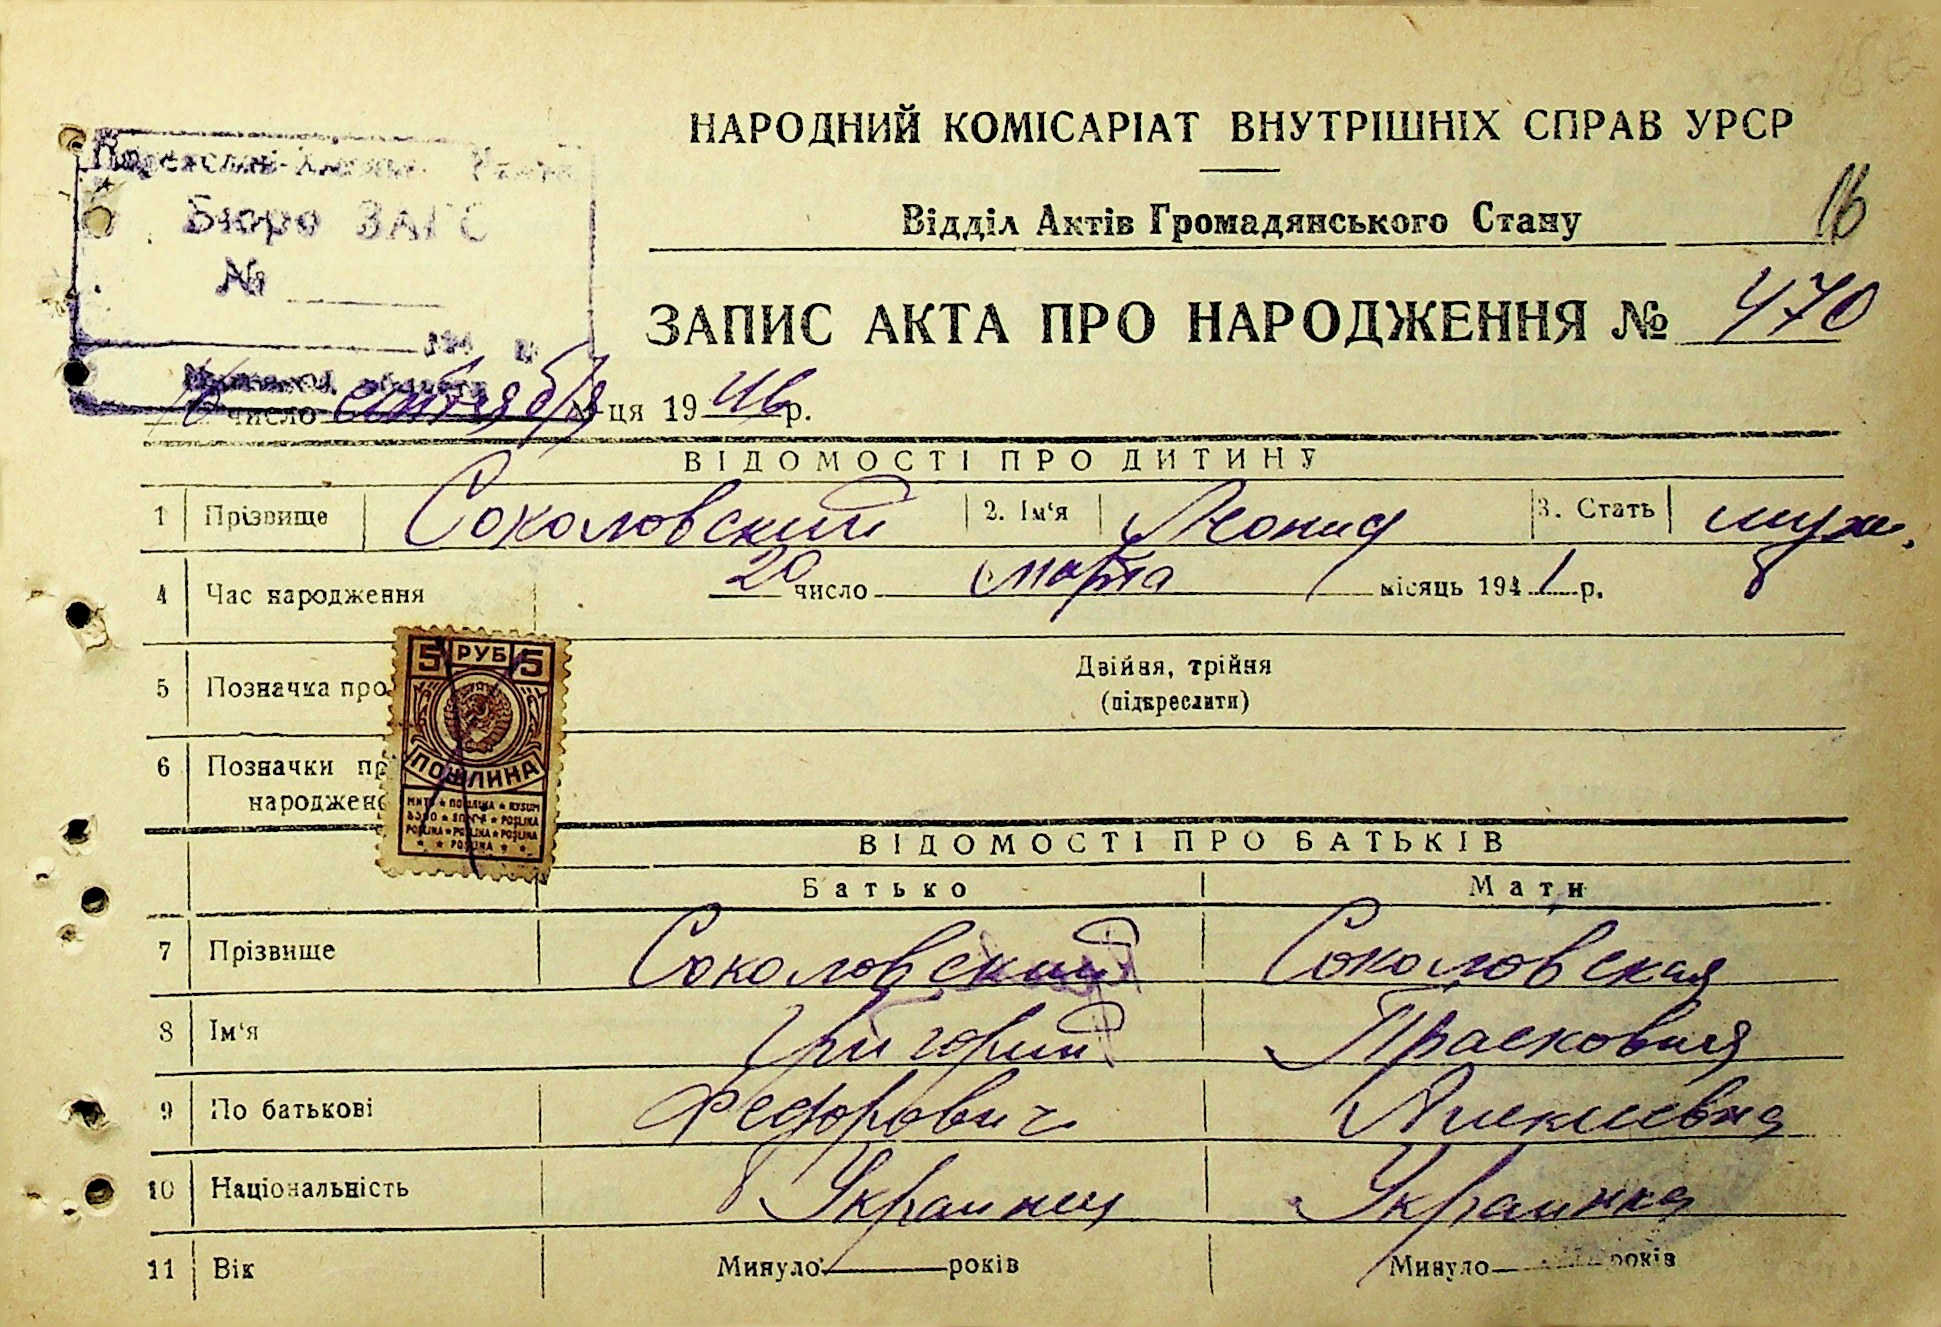 НАРОДНИЙ КОМІСАРІАТ ВНУТРІШНІХ СПРАВ УРСР
Бюро ЗАГС
№
Відділ Актів Громадянського Стану 16
ЗАПИС АКТА ПРО НАРОДЖЕННЯ № 470
число сентября ця 1946 р.
ВІДОМОСТІ ПРО ДИТИНУ
1 Прізвище Соколовский 2. Ім'я Леонид 3. Стать муж.
4 Час народження 20 число марта місяць 1941 р.
5 Позначка про Двійня, трійня
(підкреслити)
6 Позначки пр
народжен
5 РУБ 5
ПОШЛИНА
ВІДОМОСТІ ПРО БАТЬКІВ
Батько Мати
7 Прізвище Соколовский Соколовская
8 Ім'я Григорий Прасковия
9 По батькові Федорович Алексеевна
10 Національність Украинец Украинка
11 Вік Минуло років Минуло років